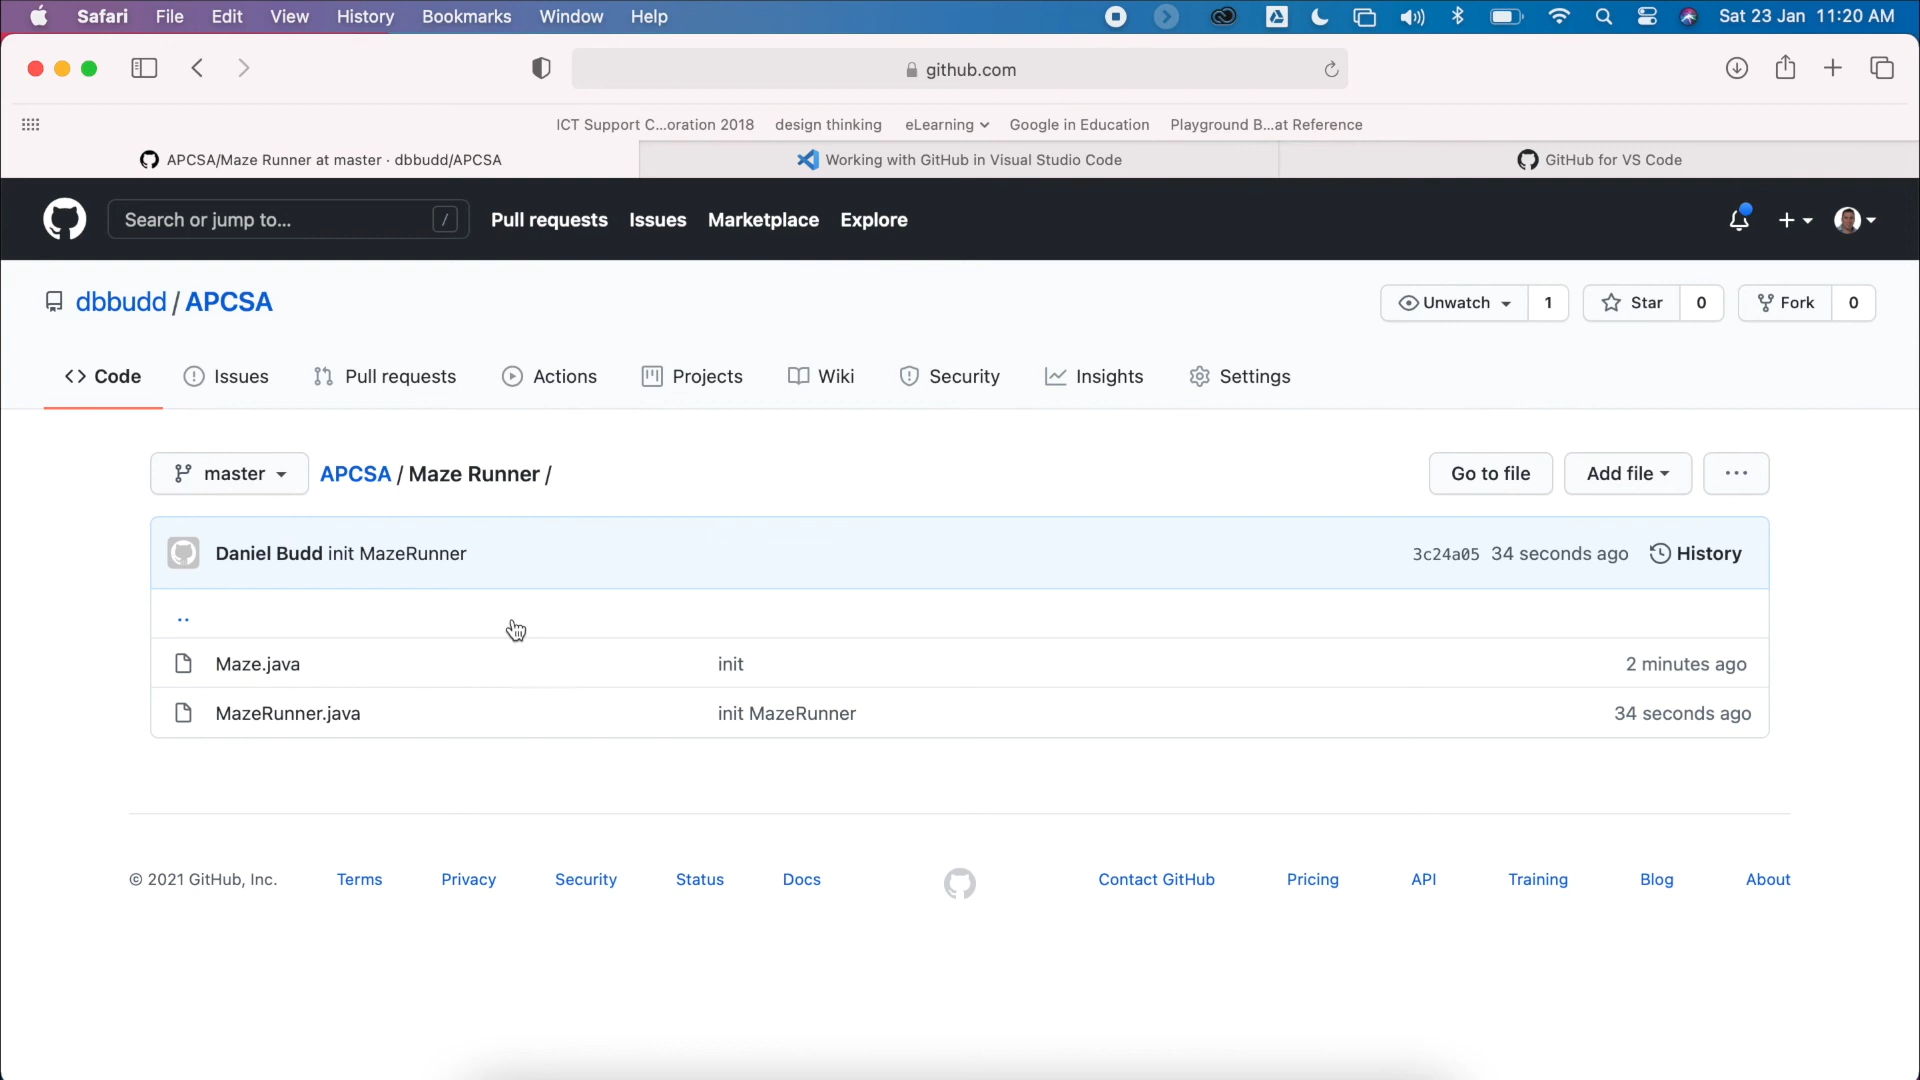 Safari File Edit View History Bookmarks Window Help Sat 23 Jan 11:20 AM
github.com
ICT Support C...oration 2018 design thinking eLearning Google in Education Playground B...at Reference
APCSA/Maze Runner at master · dbbudd/APCSA Working with GitHub in Visual Studio Code GitHub for VS Code
Search or jump to... / Pull requests Issues Marketplace Explore
dbbudd / APCSA Unwatch 1 Star 0 Fork 0
Code Issues Pull requests Actions Projects Wiki Security Insights Settings
master APCSA / Maze Runner / Go to file Add file ...
Daniel Budd init MazeRunner 3c24a05 34 seconds ago History
..
Maze.java init 2 minutes ago
MazeRunner.java init MazeRunner 34 seconds ago
© 2021 GitHub, Inc. Terms Privacy Security Status Docs Contact GitHub Pricing API Training Blog About